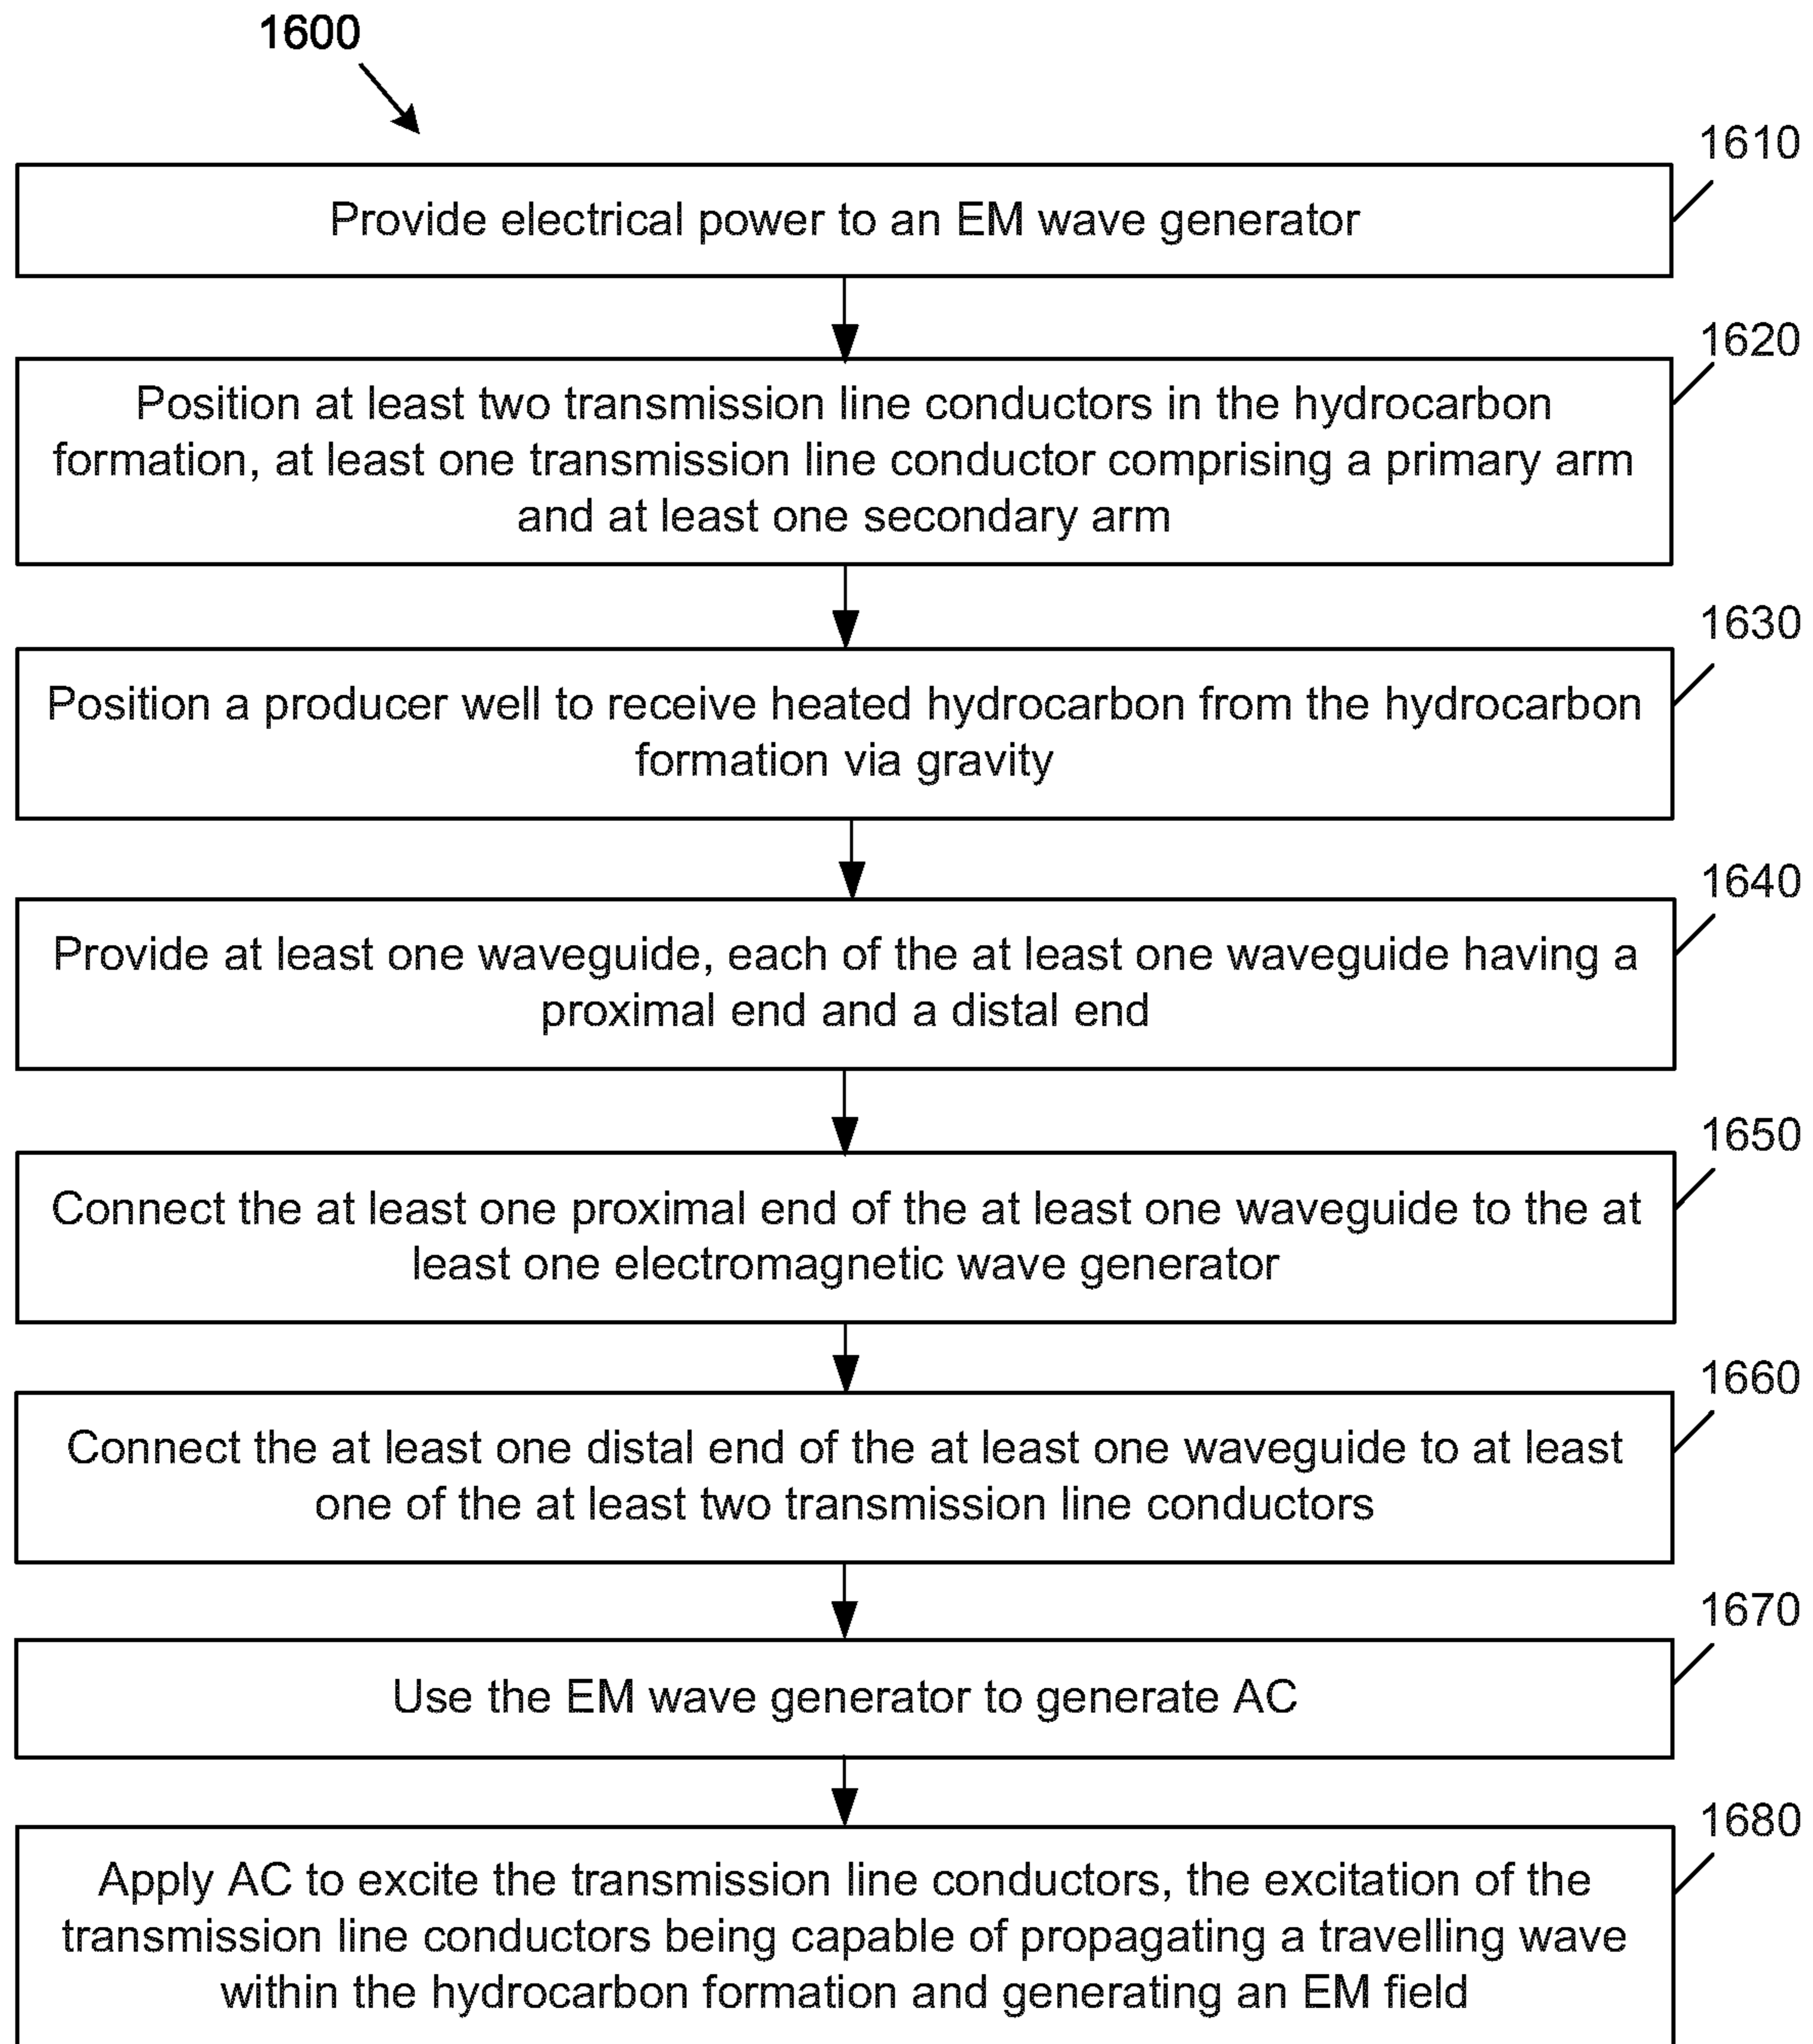 1600
1610
Provide electrical power to an EM wave generator
1620
Position at least two transmission line conductors in the hydrocarbon
formation, at least one transmission line conductor comprising a primary arm
and at least one secondary arm
1630
Position a producer well to receive heated hydrocarbon from the hydrocarbon
formation via gravity
1640
Provide at least one waveguide, each of the at least one waveguide having a
proximal end and a distal end
1650
Connect the at least one proximal end of the at least one waveguide to the at
least one electromagnetic wave generator
1660
Connect the at least one distal end of the at least one waveguide to at least
one of the at least two transmission line conductors
1670
Use the EM wave generator to generate AC
1680
Apply AC to excite the transmission line conductors, the excitation of the
transmission line conductors being capable of propagating a travelling wave
within the hydrocarbon formation and generating an EM field